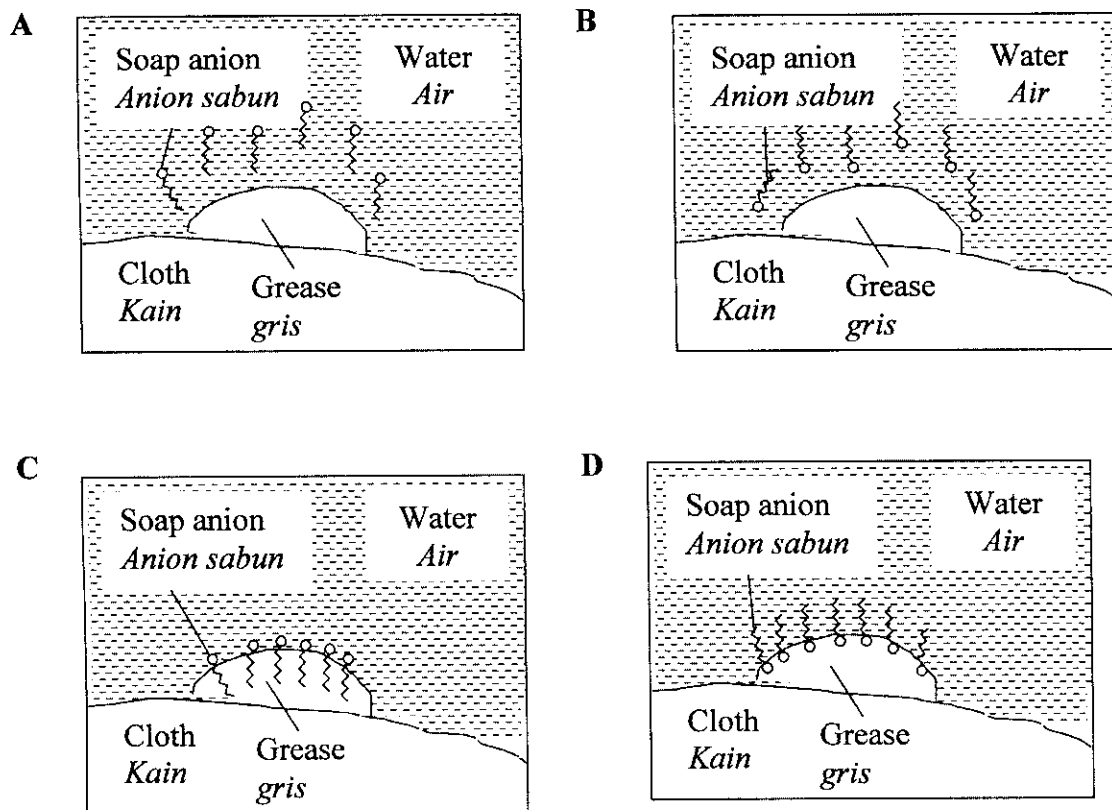 A
Soap anion
Anion sabun
Water
Air
Cloth
Kain
Grease
gris
B
Soap anion
Anion sabun
Water
Air
Cloth
Kain
Grease
gris
C
Soap anion
Anion sabun
Water
Air
Cloth
Kain
Grease
gris
D
Soap anion
Anion sabun
Water
Air
Cloth
Kain
Grease
gris